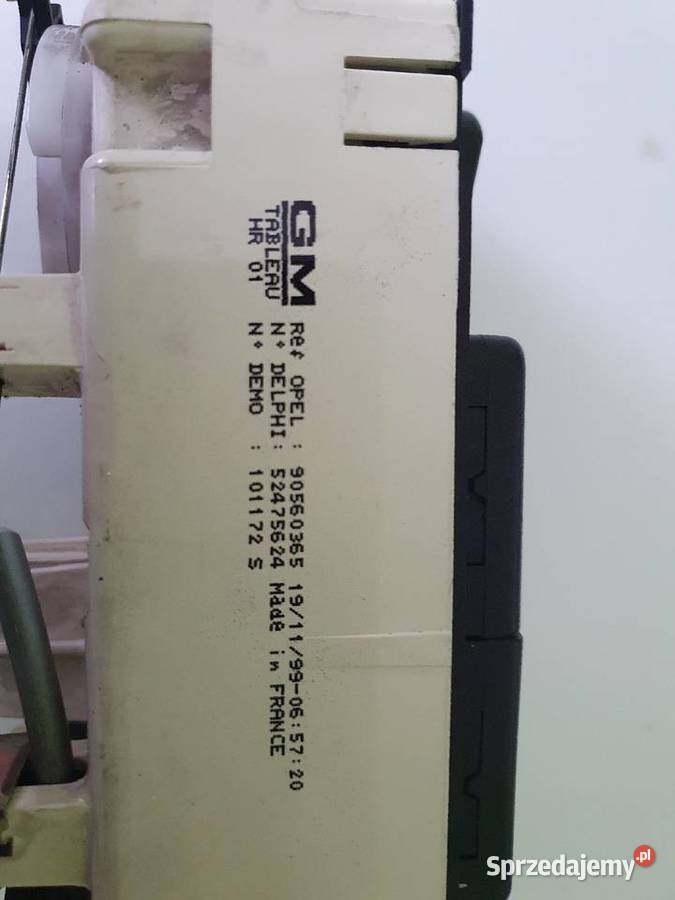 GM
TABLEAU
HR 01
Ref OPEL : 90560365 19/11/99-06:57:20
N° DELPHI: 52475624 Made in FRANCE
N° DEMO : 101172 S
Sprzedajemy.pl